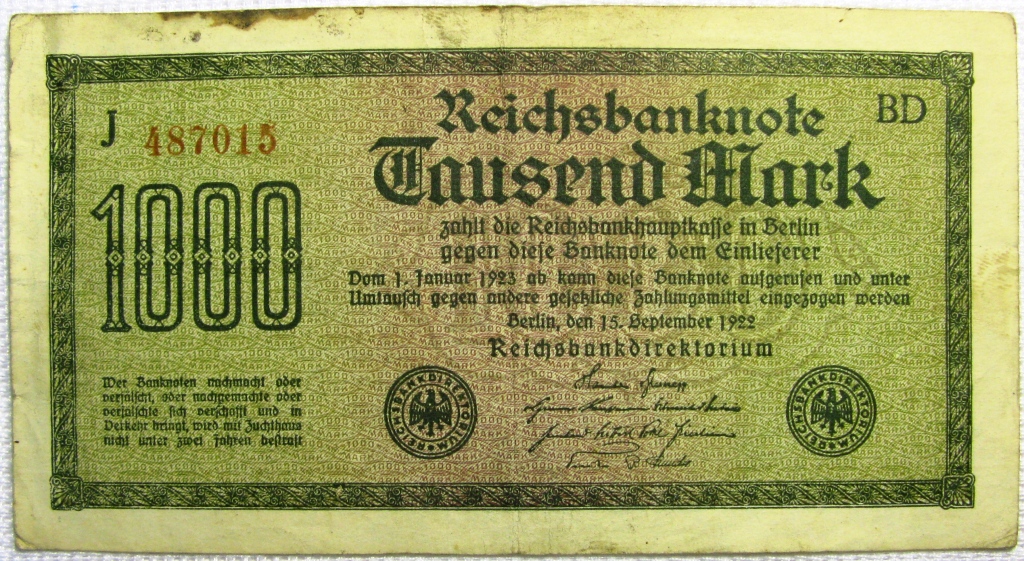 Reichsbanknote
BD
J 487015
Tausend Mark
1000
zahlt die Reichsbankhauptkasse in Berlin
gegen diese Banknote dem Einlieferer
Vom 1. Januar 1923 ab kann diese Banknote aufgerufen und unter
Umtausch gegen andere gesetzliche Zahlungsmittel eingezogen werden
Berlin, den 15. September 1922
Reichsbankdirektorium
Wer Banknoten nachmacht oder
verfälscht, oder nachgemachte oder
verfälschte sich verschafft und in
Verkehr bringt, wird mit Zuchthaus
nicht unter zwei Jahren bestraft
REICHSBANKDIREKTORIUM
REICHSBANKDIREKTORIUM